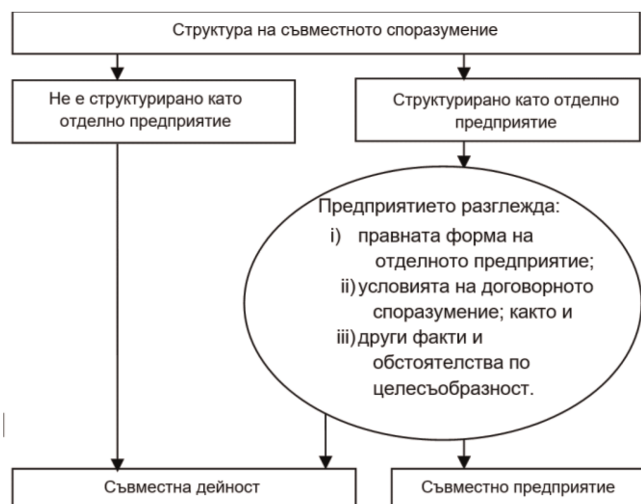 Структура на съвместното споразумение
Не е структурирано като
отделно предприятие
Структурирано като отделно
предприятие
Предприятието разглежда:
i) правната форма на
отделното предприятие;
ii) условията на договорното
споразумение; както и
iii) други факти и
обстоятелства по
целесъобразност.
Съвместна дейност
Съвместно предприятие